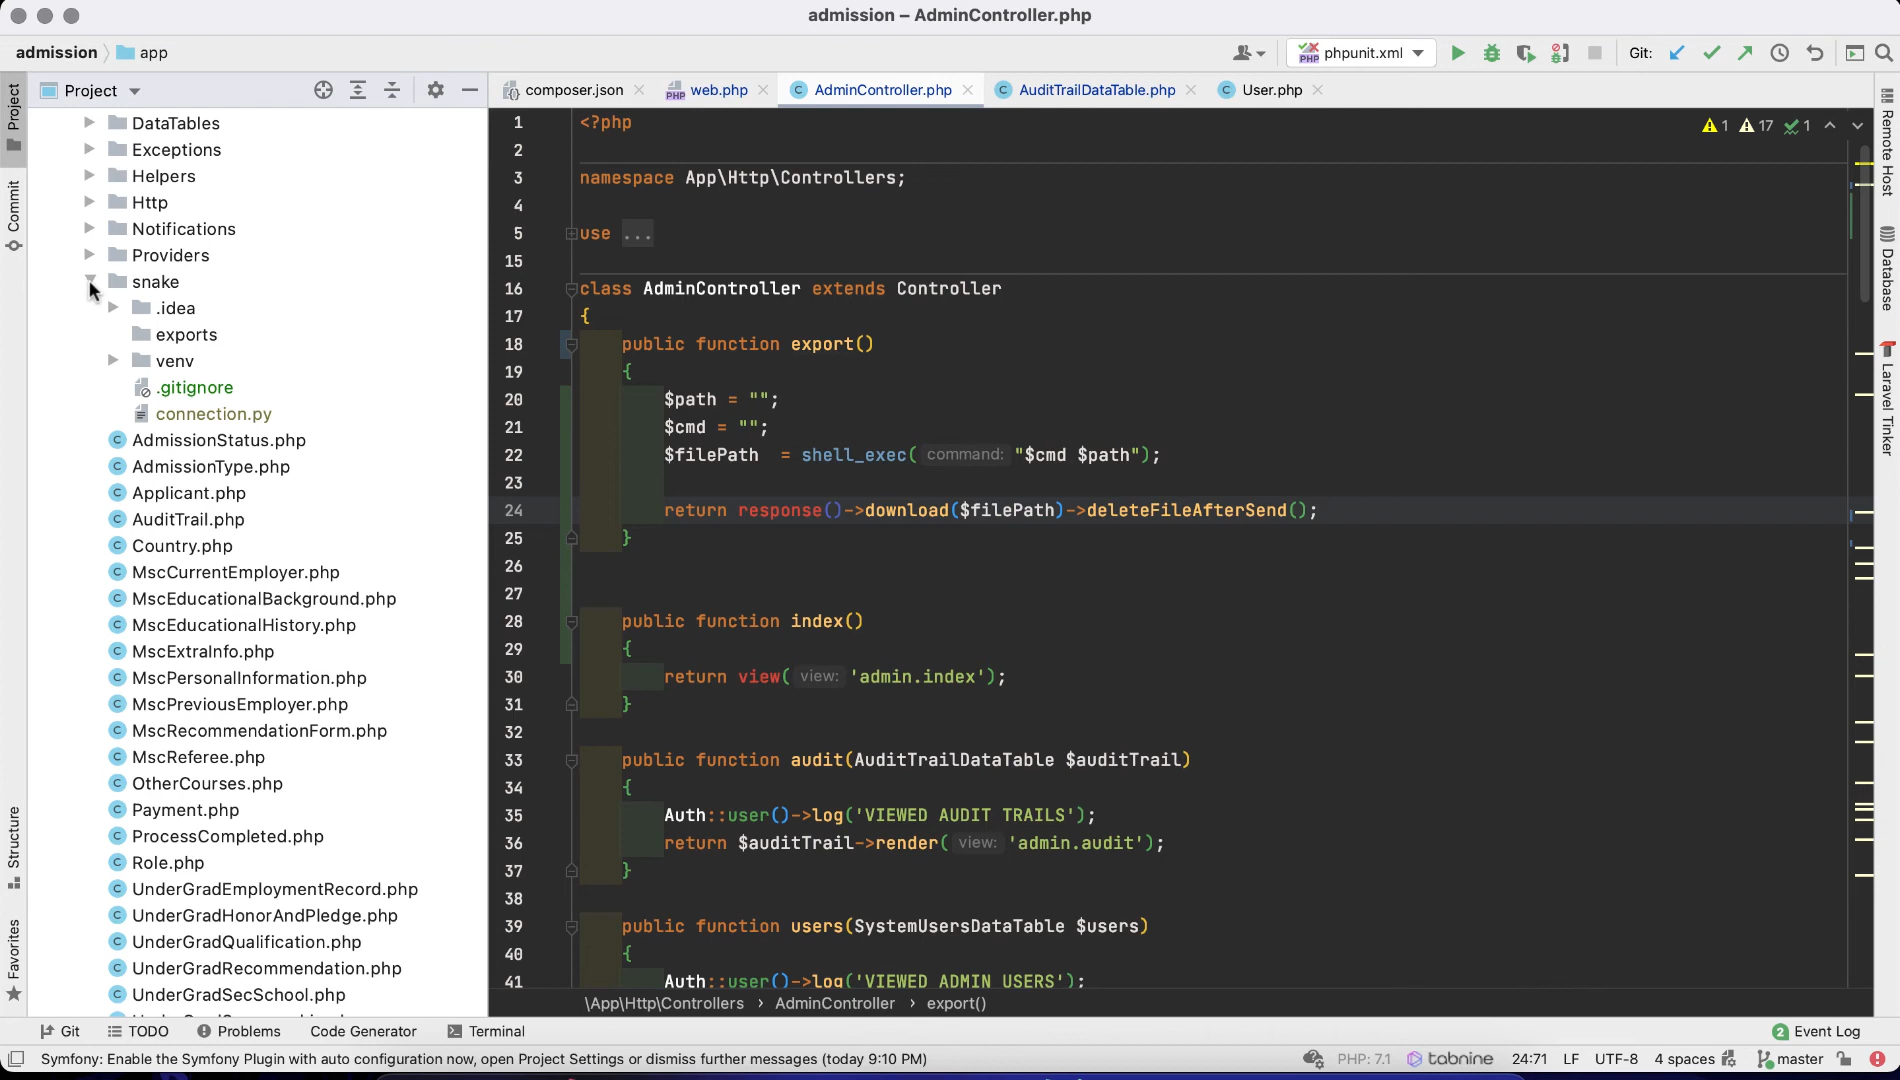 admission – AdminController.php
admission app
phpunit.xml Git:
Project
composer.json web.php AdminController.php AuditTrailDataTable.php User.php
Project
Commit
Structure
Favorites
DataTables
Exceptions
Helpers
Http
Notifications
Providers
snake
.idea
exports
venv
.gitignore
connection.py
AdmissionStatus.php
AdmissionType.php
Applicant.php
AuditTrail.php
Country.php
MscCurrentEmployer.php
MscEducationalBackground.php
MscEducationalHistory.php
MscExtraInfo.php
MscPersonalInformation.php
MscPreviousEmployer.php
MscRecommendationForm.php
MscReferee.php
OtherCourses.php
Payment.php
ProcessCompleted.php
Role.php
UnderGradEmploymentRecord.php
UnderGradHonorAndPledge.php
UnderGradQualification.php
UnderGradRecommendation.php
UnderGradSecSchool.php
1 <?php
1 17 1
2
3 namespace App\Http\Controllers;
4
5 use ...
15
16 class AdminController extends Controller
17 {
18 public function export()
19 {
20 $path = "";
21 $cmd = "";
22 $filePath  = shell_exec( command: "$cmd $path");
23
24 return response()->download($filePath)->deleteFileAfterSend();
25 }
26
27
28 public function index()
29 {
30 return view( view: 'admin.index');
31 }
32
33 public function audit(AuditTrailDataTable $auditTrail)
34 {
35 Auth::user()->log('VIEWED AUDIT TRAILS');
36 return $auditTrail->render( view: 'admin.audit');
37 }
38
39 public function users(SystemUsersDataTable $users)
40 {
41 Auth::user()->log('VIEWED ADMIN USERS');
\App\Http\Controllers › AdminController › export()
Remote Host
Database
Laravel Tinker
Git TODO Problems Code Generator Terminal 2 Event Log
Symfony: Enable the Symfony Plugin with auto configuration now, open Project Settings or dismiss further messages (today 9:10 PM) PHP: 7.1 tabnine 24:71 LF UTF-8 4 spaces master